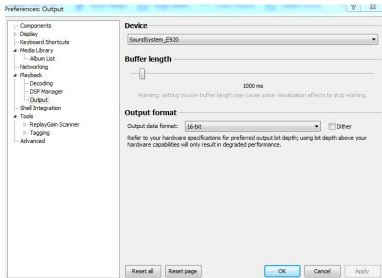 Preferences: Output
Components
Display
Keyboard Shortcuts
Media Library
Album List
Networking
Playback
Decoding
DSP Manager
Output
Shell Integration
Tools
ReplayGain Scanner
Tagging
Advanced
Device
SoundSystem_E920
Buffer length
1000 ms
Warning: setting too low buffer length may cause some visualization effects to stop working.
Output format
Output data format: 16-bit Dither
Refer to your hardware specifications for preferred output bit depth; using bit depth above your
hardware capabilities will only result in degraded performance.
Reset all Reset page OK Cancel Apply